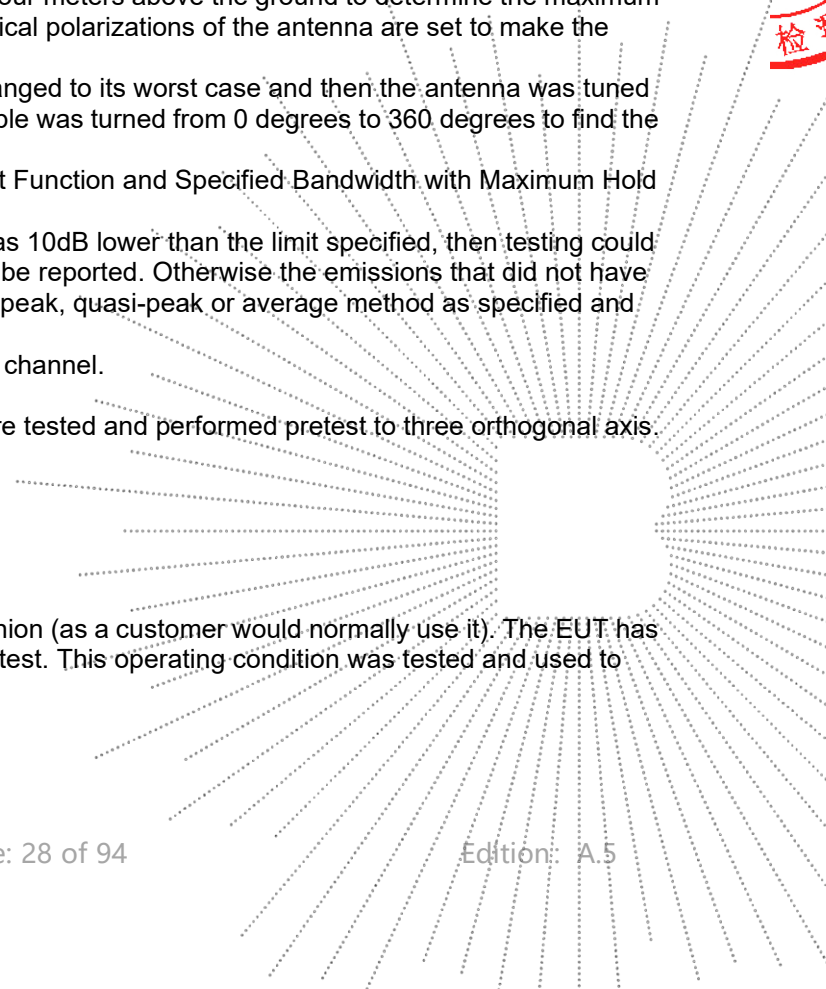 our meters above the ground to determine the maximum
ical polarizations of the antenna are set to make the
检
anged to its worst case and then the antenna was tuned
ble was turned from 0 degrees to 360 degrees to find the
t Function and Specified Bandwidth with Maximum Hold
as 10dB lower than the limit specified, then testing could
be reported. Otherwise the emissions that did not have
peak, quasi-peak or average method as specified and
channel.
re tested and performed pretest to three orthogonal axis.
nion (as a customer would normally use it). The EUT has
test. This operating condition was tested and used to
e: 28 of 94 Edition: A.5